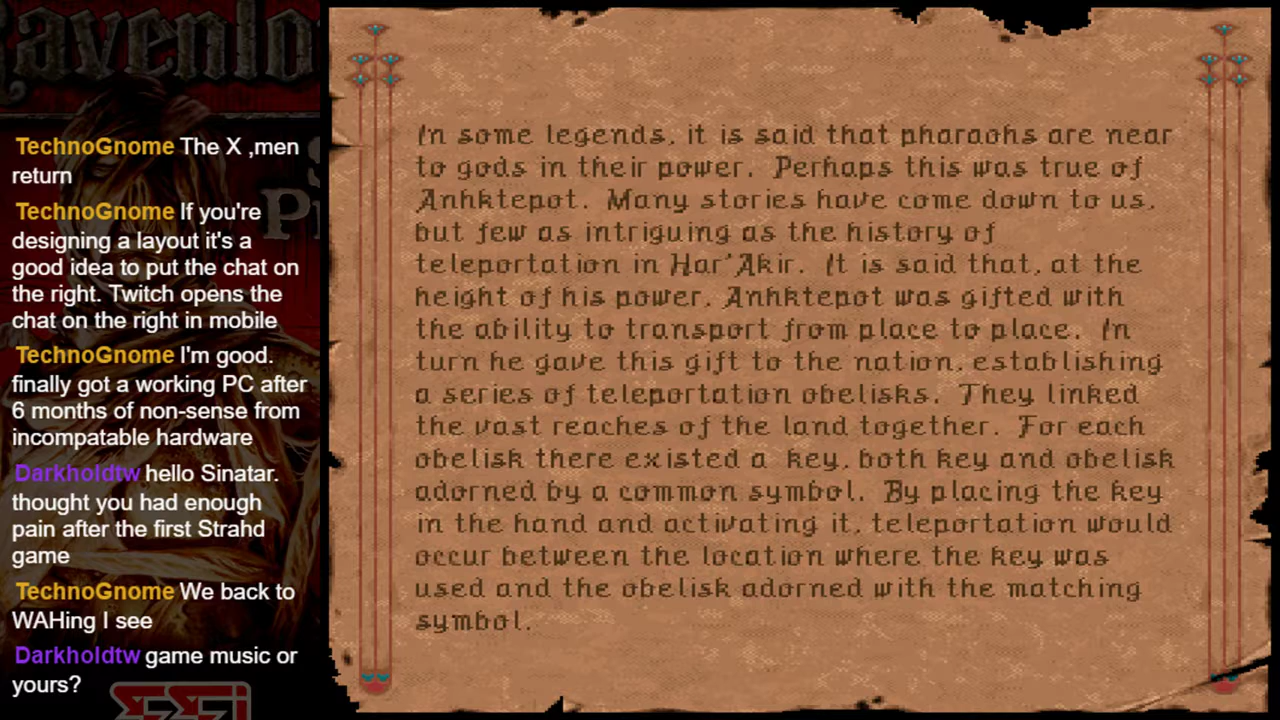 avenlo
TechnoGnome The X ,men
return
TechnoGnome If you're
designing a layout it's a
good idea to put the chat on
the right. Twitch opens the
chat on the right in mobile
TechnoGnome I'm good.
finally got a working PC after
6 months of non-sense from
incompatable hardware
Darkholdtw hello Sinatar.
thought you had enough
pain after the first Strahd
game
TechnoGnome We back to
WAHing I see
Darkholdtw game music or
yours?
SSI
In some legends, it is said that pharaohs are near
to gods in their power. Perhaps this was true of
Anhktepot. Many stories have come down to us,
but few as intriguing as the history of
teleportation in Har'Akir. It is said that, at the
height of his power, Anhktepot was gifted with
the ability to transport from place to place. In
turn he gave this gift to the nation, establishing
a series of teleportation obelisks. They linked
the vast reaches of the land together. For each
obelisk there existed a key, both key and obelisk
adorned by a common symbol. By placing the key
in the hand and activating it, teleportation would
occur between the location where the key was
used and the obelisk adorned with the matching
symbol.